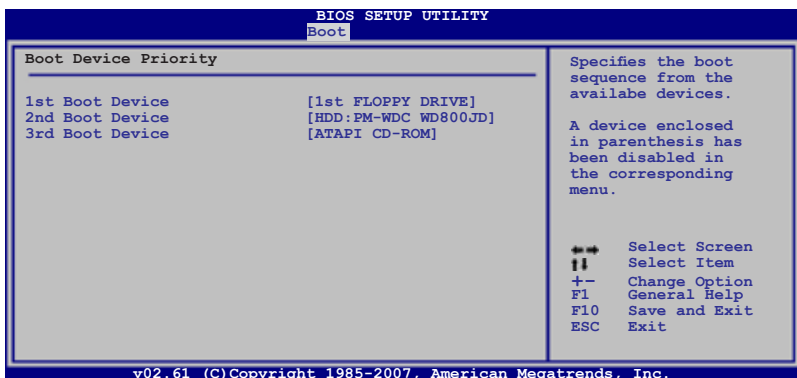 BIOS SETUP UTILITY
Boot
Boot Device Priority
1st Boot Device [1st FLOPPY DRIVE]
2nd Boot Device [HDD:PM-WDC WD800JD]
3rd Boot Device [ATAPI CD-ROM]
Specifies the boot
sequence from the
availabe devices.
A device enclosed
in parenthesis has
been disabled in
the corresponding
menu.
←→ Select Screen
↑↓ Select Item
+- Change Option
F1 General Help
F10 Save and Exit
ESC Exit
v02.61 (C)Copyright 1985-2007, American Megatrends, Inc.